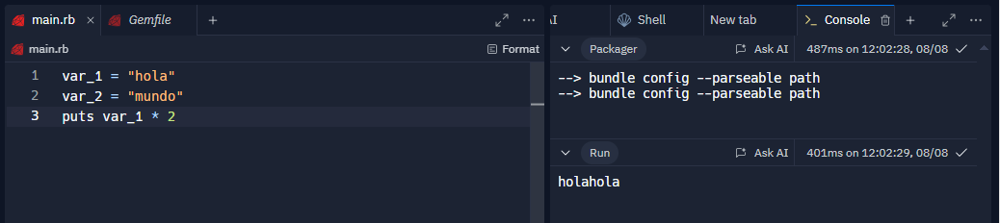 main.rb
Gemfile
main.rb
Format
1 var_1 = "hola"
2 var_2 = "mundo"
3 puts var_1 * 2
AI
Shell
New tab
Console
Packager
Ask AI
487ms on 12:02:28, 08/08
--> bundle config --parseable path
--> bundle config --parseable path
Run
Ask AI
401ms on 12:02:29, 08/08
holahola